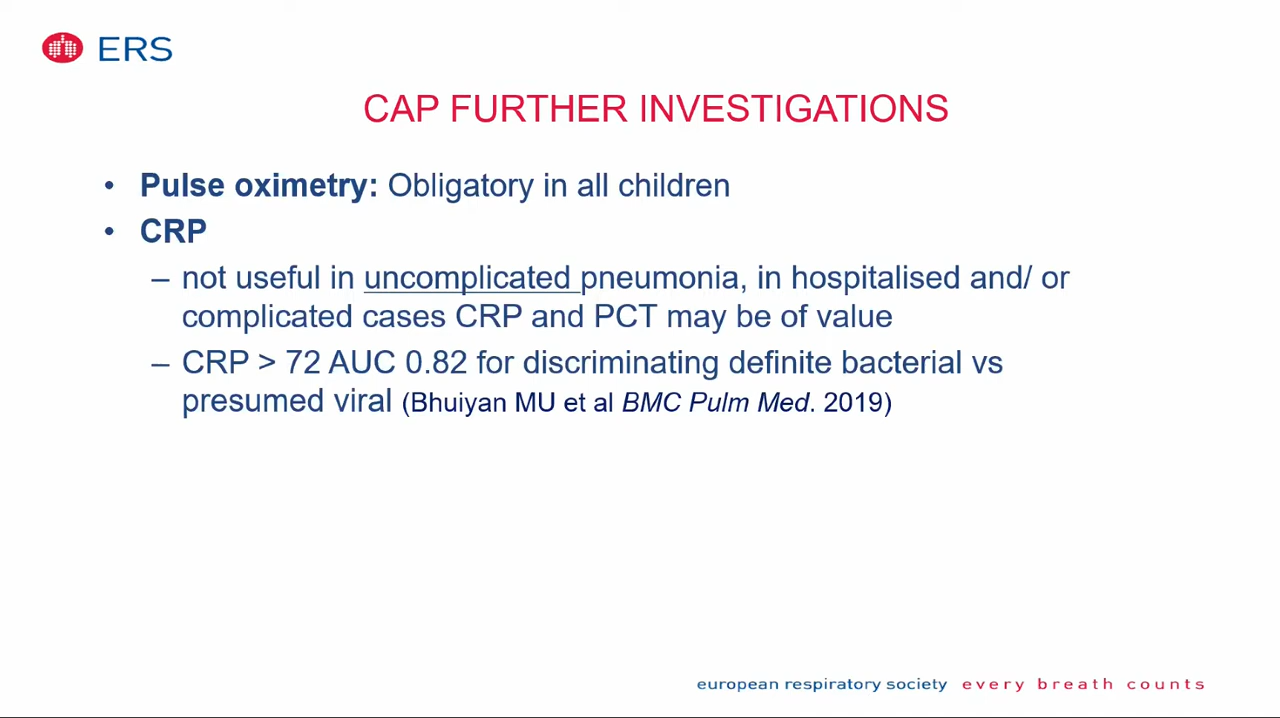 ERS
CAP FURTHER INVESTIGATIONS
• Pulse oximetry: Obligatory in all children
• CRP
– not useful in uncomplicated pneumonia, in hospitalised and/ or
complicated cases CRP and PCT may be of value
– CRP > 72 AUC 0.82 for discriminating definite bacterial vs
presumed viral (Bhuiyan MU et al BMC Pulm Med. 2019)
european respiratory society every breath counts